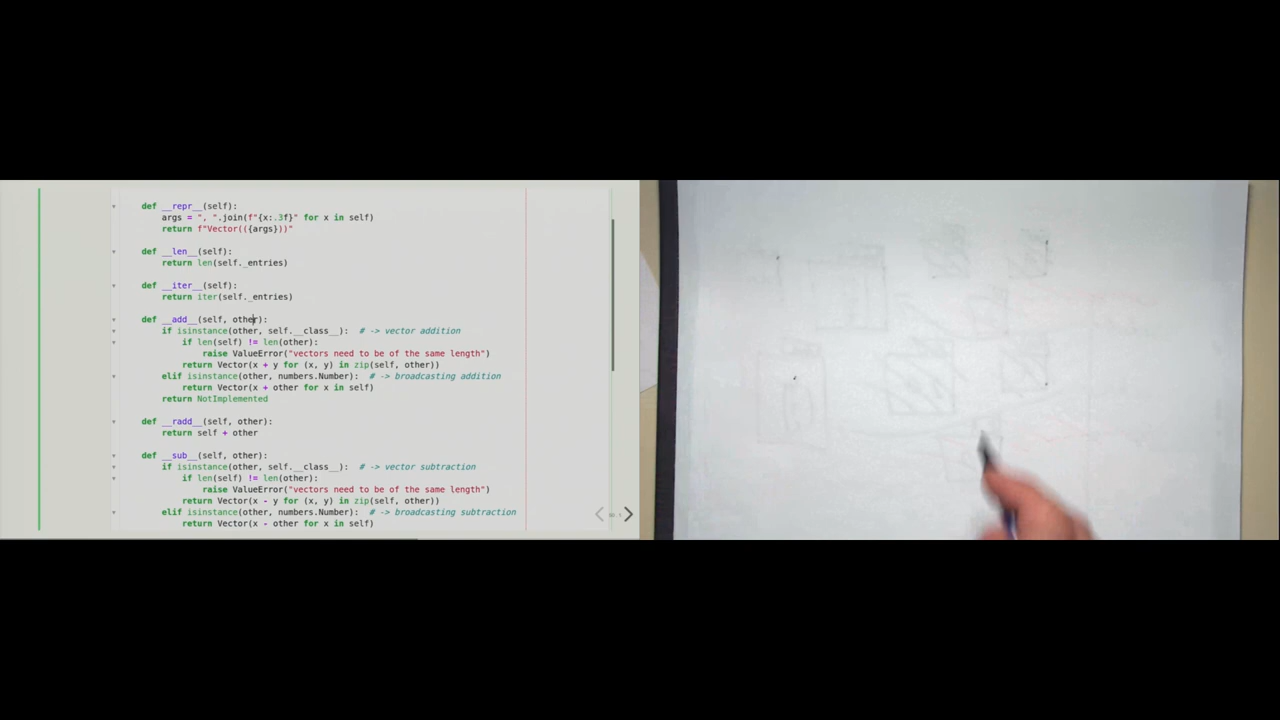 def __repr__(self):
    args = ", ".join(f"{x:.3f}" for x in self)
    return f"Vector(({args}))"
def __len__(self):
    return len(self._entries)
def __iter__(self):
    return iter(self._entries)
def __add__(self, other):
    if isinstance(other, self.__class__):  # -> vector addition
        if len(self) != len(other):
            raise ValueError("vectors need to be of the same length")
        return Vector(x + y for (x, y) in zip(self, other))
    elif isinstance(other, numbers.Number):  # -> broadcasting addition
        return Vector(x + other for x in self)
    return NotImplemented
def __radd__(self, other):
    return self + other
def __sub__(self, other):
    if isinstance(other, self.__class__):  # -> vector subtraction
        if len(self) != len(other):
            raise ValueError("vectors need to be of the same length")
        return Vector(x - y for (x, y) in zip(self, other))
    elif isinstance(other, numbers.Number):  # -> broadcasting subtraction
        return Vector(x - other for x in self)